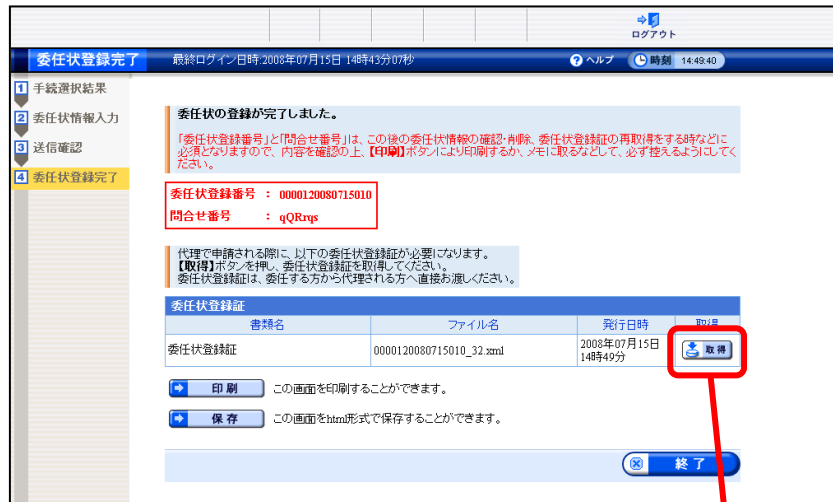 ログアウト
委任状登録完了 最終ログイン日時:2008年07月15日 14時43分07秒 ? ヘルプ 時刻 14:49:40
1 手続選択結果
2 委任状情報入力
3 送信確認
4 委任状登録完了
委任状の登録が完了しました。
「委任状登録番号」と「問合せ番号」は、この後の委任状情報の確認・削除、委任状登録証の再取得をする時などに
必須となりますので、内容を確認の上、【印刷】ボタンにより印刷するか、メモに取るなどして、必ず控えるようにしてく
ださい。
委任状登録番号 : 0000120080715010
問合せ番号 : qQRrqs
代理で申請される際に、以下の委任状登録証が必要になります。
【取得】ボタンを押し、委任状登録証を取得してください。
委任状登録証は、委任する方から代理される方へ直接お渡しください。
委任状登録証
書類名 ファイル名 発行日時 取得
委任状登録証 0000120080715010_32.xml 2008年07月15日
14時49分 取得
印刷 この画面を印刷することができます。
保存 この画面をhtml形式で保存することができます。
終了